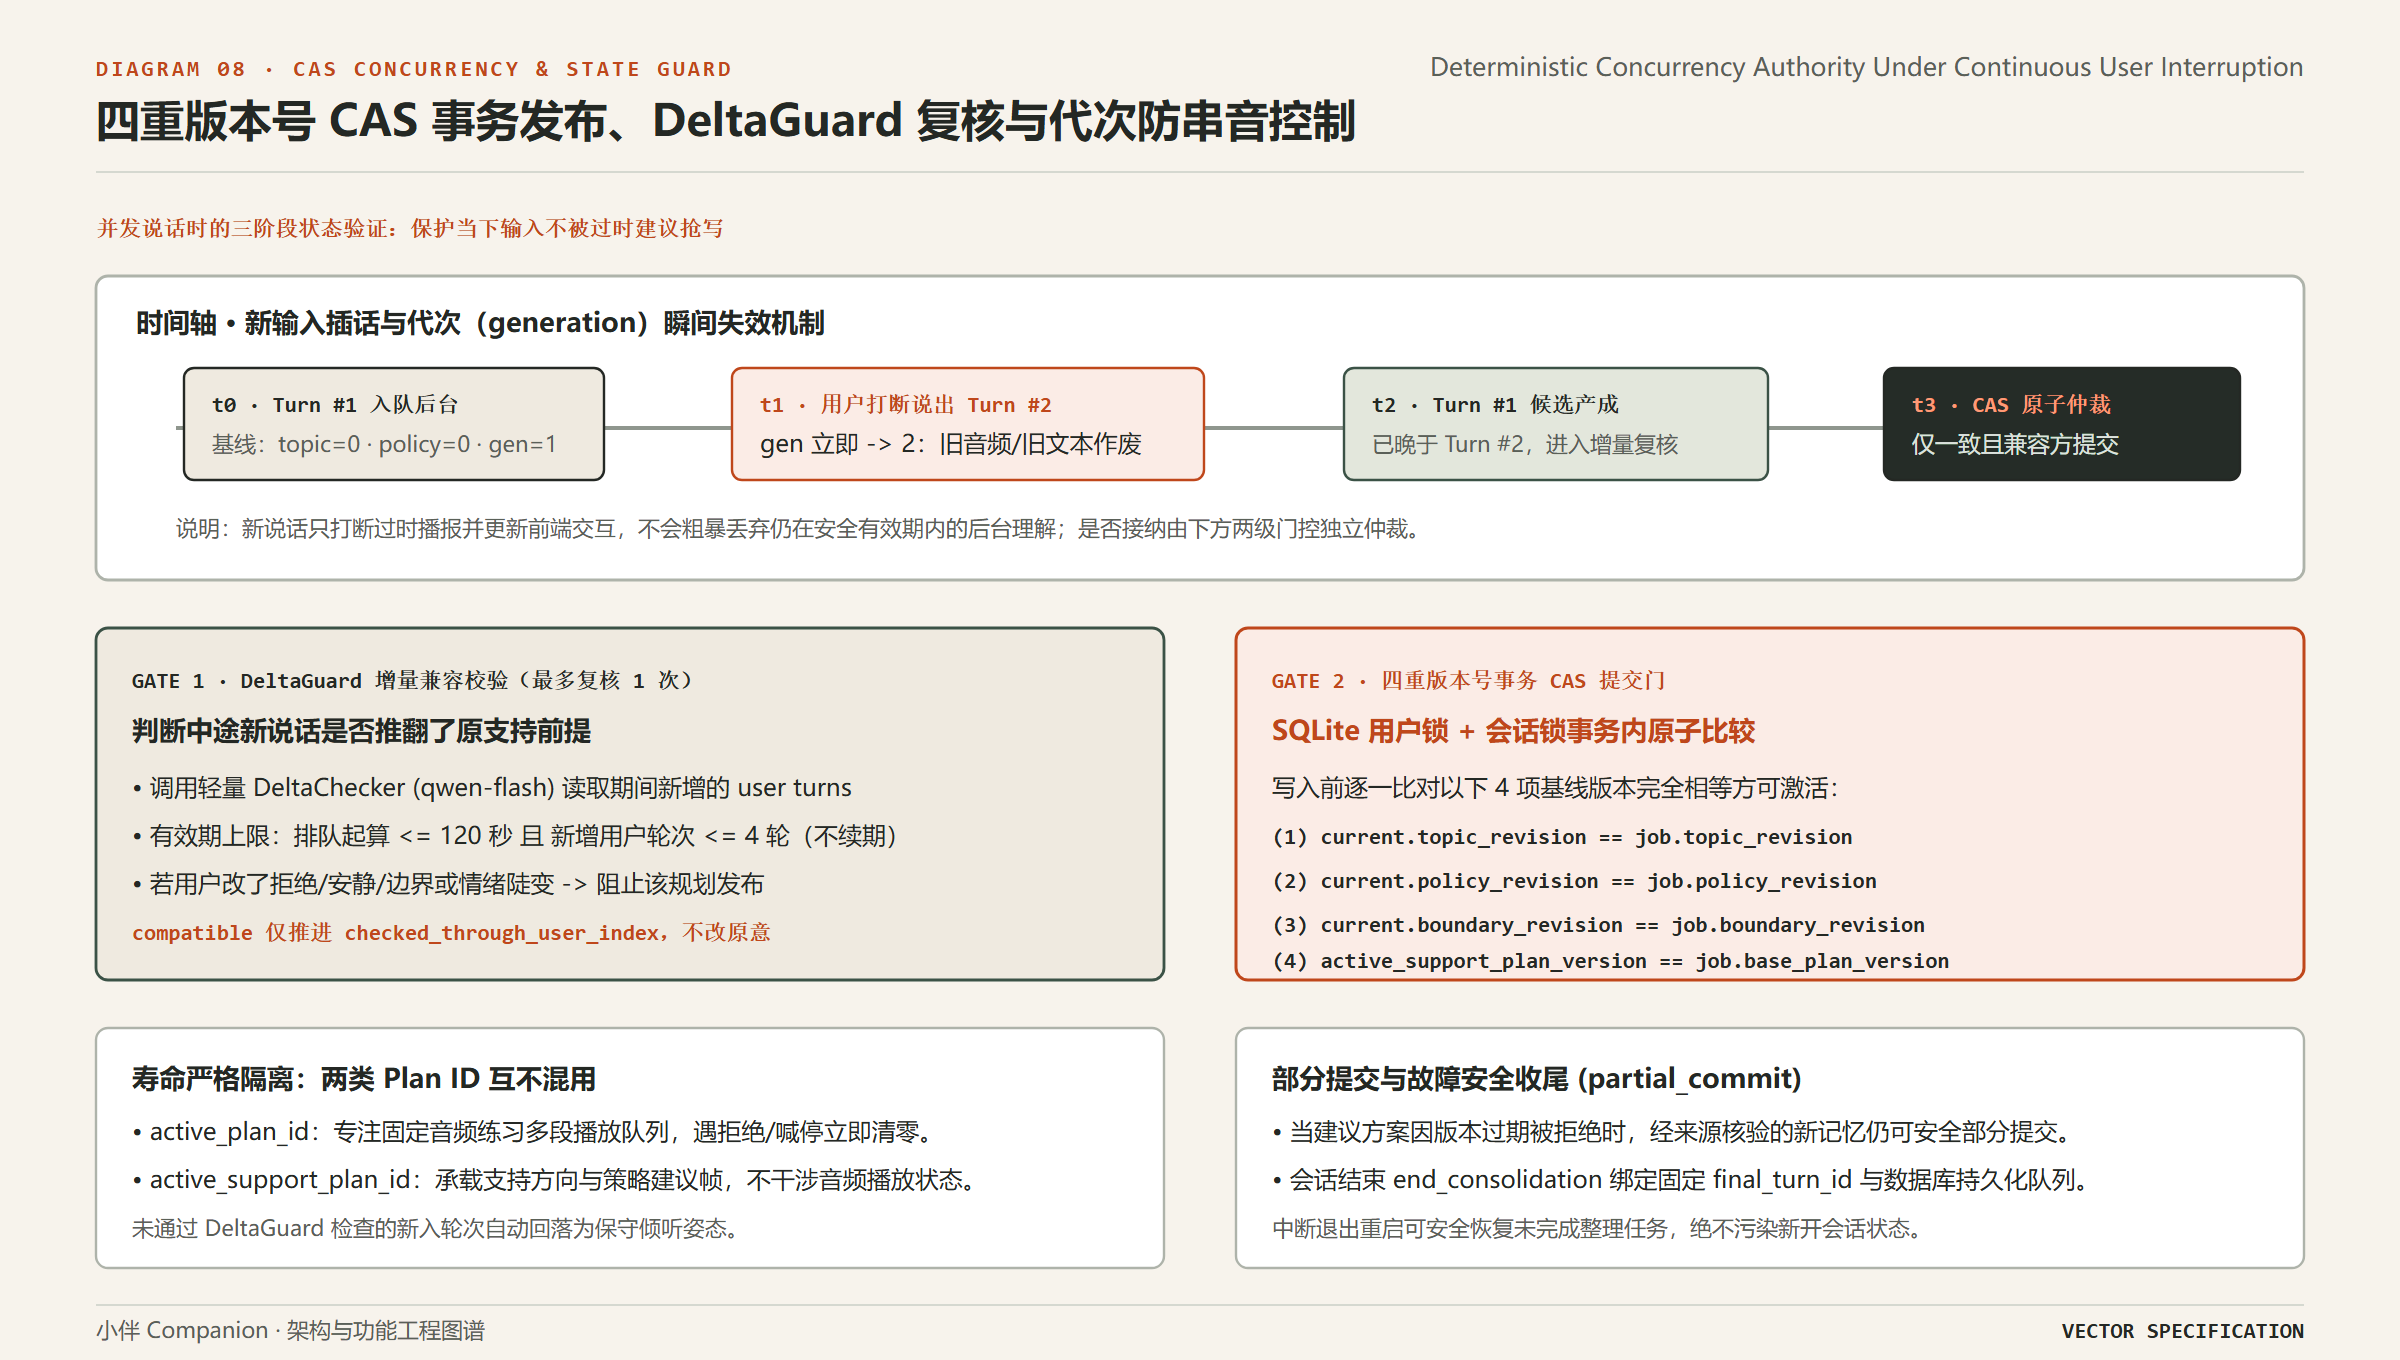 DIAGRAM 08 · CAS CONCURRENCY & STATE GUARD
Deterministic Concurrency Authority Under Continuous User Interruption
四重版本号 CAS 事务发布、DeltaGuard 复核与代次防串音控制
并发说话时的三阶段状态验证：保护当下输入不被过时建议抢写
时间轴 • 新输入插话与代次（generation）瞬间失效机制
t0 · Turn #1 入队后台
基线：topic=0 · policy=0 · gen=1
t1 · 用户打断说出 Turn #2
gen 立即 -> 2：旧音频/旧文本作废
t2 · Turn #1 候选产成
已晚于 Turn #2，进入增量复核
t3 · CAS 原子仲裁
仅一致且兼容方提交
说明：新说话只打断过时播报并更新前端交互，不会粗暴丢弃仍在安全有效期内的后台理解；是否接纳由下方两级门控独立仲裁。
GATE 1 · DeltaGuard 增量兼容校验（最多复核 1 次）
判断中途新说话是否推翻了原支持前提
• 调用轻量 DeltaChecker (qwen-flash) 读取期间新增的 user turns
• 有效期上限：排队起算 <= 120 秒 且 新增用户轮次 <= 4 轮（不续期）
• 若用户改了拒绝/安静/边界或情绪陡变 -> 阻止该规划发布
compatible 仅推进 checked_through_user_index，不改原意
GATE 2 · 四重版本号事务 CAS 提交门
SQLite 用户锁 + 会话锁事务内原子比较
写入前逐一比对以下 4 项基线版本完全相等方可激活：
(1) current.topic_revision == job.topic_revision
(2) current.policy_revision == job.policy_revision
(3) current.boundary_revision == job.boundary_revision
(4) active_support_plan_version == job.base_plan_version
寿命严格隔离：两类 Plan ID 互不混用
• active_plan_id：专注固定音频练习多段播放队列，遇拒绝/喊停立即清零。
• active_support_plan_id：承载支持方向与策略建议帧，不干涉音频播放状态。
未通过 DeltaGuard 检查的新入轮次自动回落为保守倾听姿态。
部分提交与故障安全收尾 (partial_commit)
• 当建议方案因版本过期被拒绝时，经来源核验的新记忆仍可安全部分提交。
• 会话结束 end_consolidation 绑定固定 final_turn_id 与数据库持久化队列。
中断退出重启可安全恢复未完成整理任务，绝不污染新开会话状态。
小伴 Companion · 架构与功能工程图谱
VECTOR SPECIFICATION